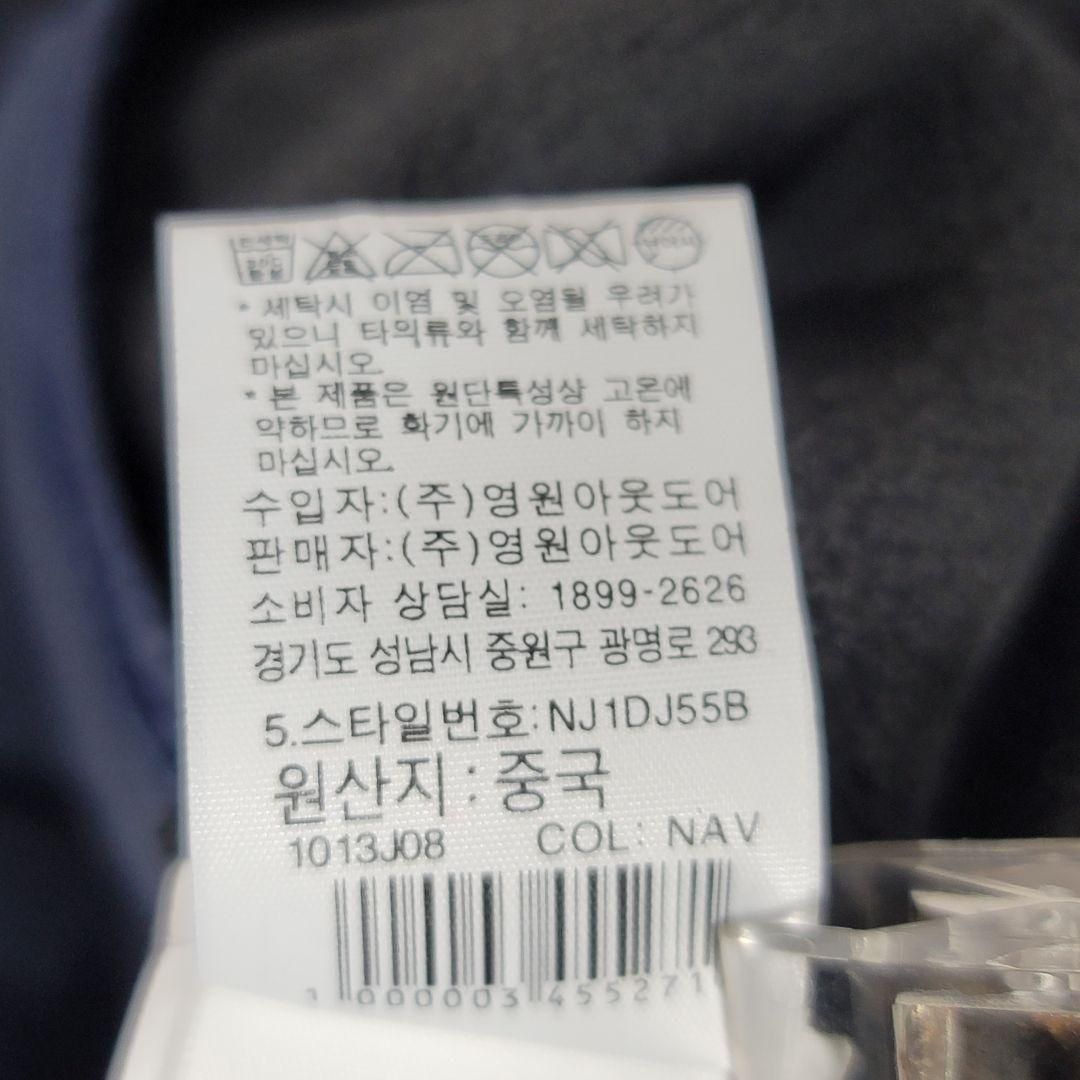 * 세탁시 이염 및 오염될 우려가
있으니 타의류와 함께 세탁하지
마십시오.
* 본 제품은 원단특성상 고온에
약하므로 화기에 가까이 하지
마십시오.
수입자:(주)영원아웃도어
판매자:(주)영원아웃도어
소비자 상담실: 1899-2626
경기도 성남시 중원구 광명로 293
5.스타일번호:NJ1DJ55B
원산지 : 중국
1013J08 COL: NAV
1 000003 455271